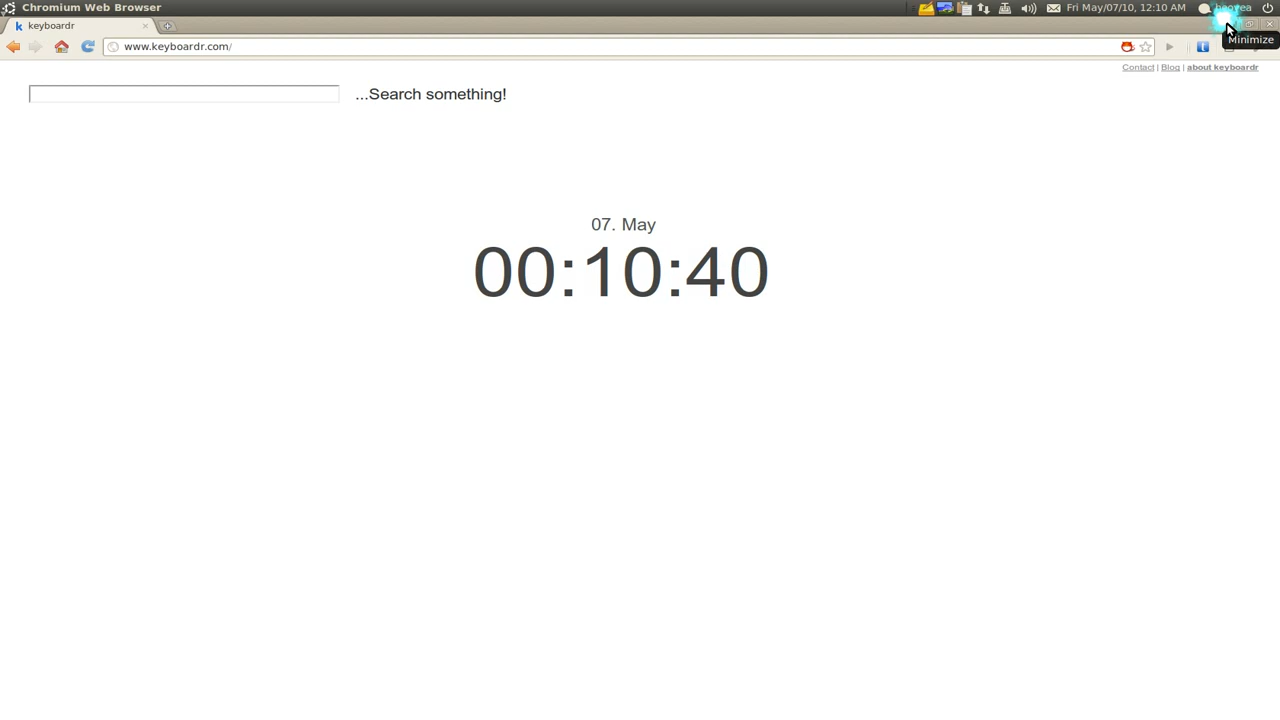 Chromium Web Browser
Fri May/07/10, 12:10 AM
k keyboardr
Minimize
www.keyboardr.com/
Contact | Blog | about keyboardr
...Search something!
07. May
00:10:40